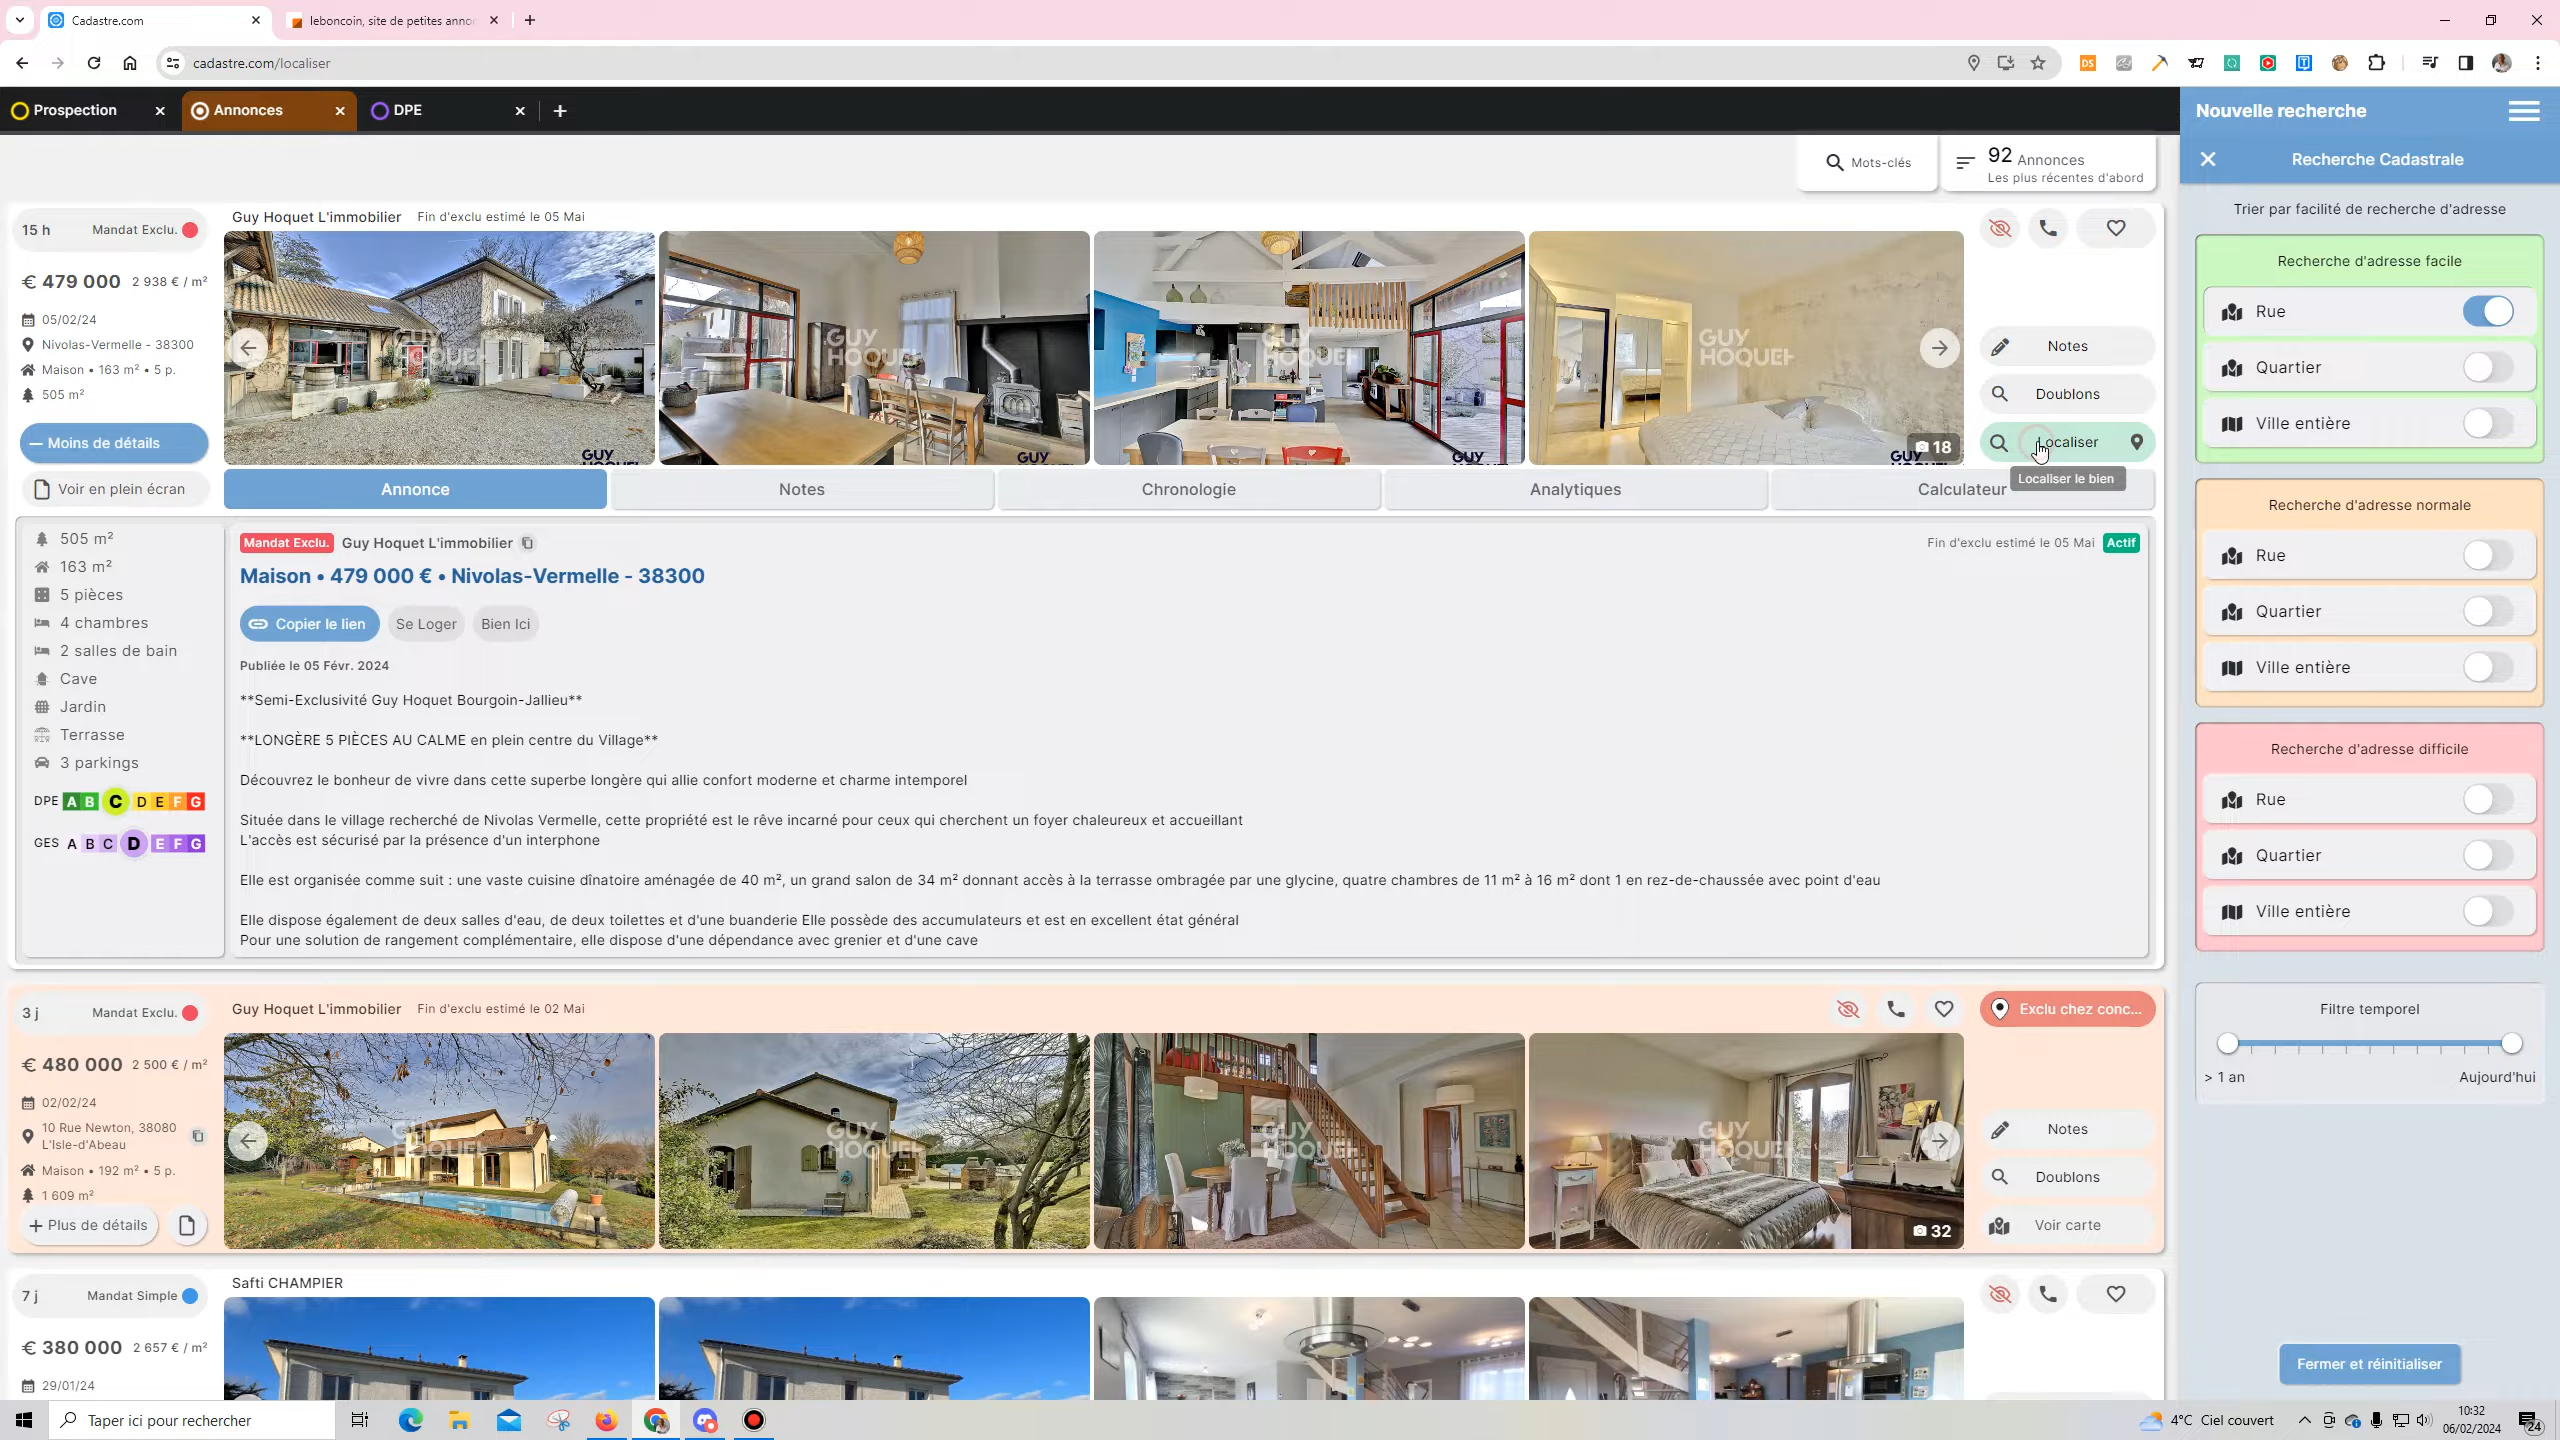 Cadastre.com
leboncoin, site de petites anno
cadastre.com/localiser
Prospection
Annonces
DPE
Nouvelle recherche
Recherche Cadastrale
Mots-clés
92 Annonces
Les plus récentes d'abord
15 h
Mandat Exclu.
Guy Hoquet L'immobilier
Fin d'exclu estimé le 05 Mai
€ 479 000
2 938 € / m²
05/02/24
Nivolas-Vermelle - 38300
Maison • 163 m² • 5 p.
505 m²
Moins de détails
Voir en plein écran
GUY
HOQUET
GUY
HOQUET
GUY
HOQUET
GUY
HOQUET
18
Notes
Doublons
Localiser
Localiser le bien
Annonce
Notes
Chronologie
Analytiques
Calculateur
505 m²
163 m²
5 pièces
4 chambres
2 salles de bain
Cave
Jardin
Terrasse
3 parkings
DPE A B C D E F G
GES A B C D E F G
Mandat Exclu. Guy Hoquet L'immobilier
Fin d'exclu estimé le 05 Mai Actif
Maison • 479 000 € • Nivolas-Vermelle - 38300
Copier le lien
Se Loger
Bien Ici
Publiée le 05 Févr. 2024
**Semi-Exclusivité Guy Hoquet Bourgoin-Jallieu**
**LONGÈRE 5 PIÈCES AU CALME en plein centre du Village**
Découvrez le bonheur de vivre dans cette superbe longère qui allie confort moderne et charme intemporel
Située dans le village recherché de Nivolas Vermelle, cette propriété est le rêve incarné pour ceux qui cherchent un foyer chaleureux et accueillant
L'accès est sécurisé par la présence d'un interphone
Elle est organisée comme suit : une vaste cuisine dînatoire aménagée de 40 m², un grand salon de 34 m² donnant accès à la terrasse ombragée par une glycine, quatre chambres de 11 m² à 16 m² dont 1 en rez-de-chaussée avec point d'eau
Elle dispose également de deux salles d'eau, de deux toilettes et d'une buanderie Elle possède des accumulateurs et est en excellent état général
Pour une solution de rangement complémentaire, elle dispose d'une dépendance avec grenier et d'une cave
3 j
Mandat Exclu.
Guy Hoquet L'immobilier
Fin d'exclu estimé le 02 Mai
Exclu chez conc...
€ 480 000
2 500 € / m²
02/02/24
10 Rue Newton, 38080
L'Isle-d'Abeau
Maison • 192 m² • 5 p.
1 609 m²
Plus de détails
GUY
HOQUET
GUY
HOQUET
GUY
HOQUET
32
Notes
Doublons
Voir carte
7 j
Mandat Simple
Safti CHAMPIER
€ 380 000
2 657 € / m²
29/01/24
Trier par facilité de recherche d'adresse
Recherche d'adresse facile
Rue
Quartier
Ville entière
Recherche d'adresse normale
Rue
Quartier
Ville entière
Recherche d'adresse difficile
Rue
Quartier
Ville entière
Filtre temporel
> 1 an
Aujourd'hui
Fermer et réinitialiser
Taper ici pour rechercher
4°C Ciel couvert
10:32
06/02/2024
24